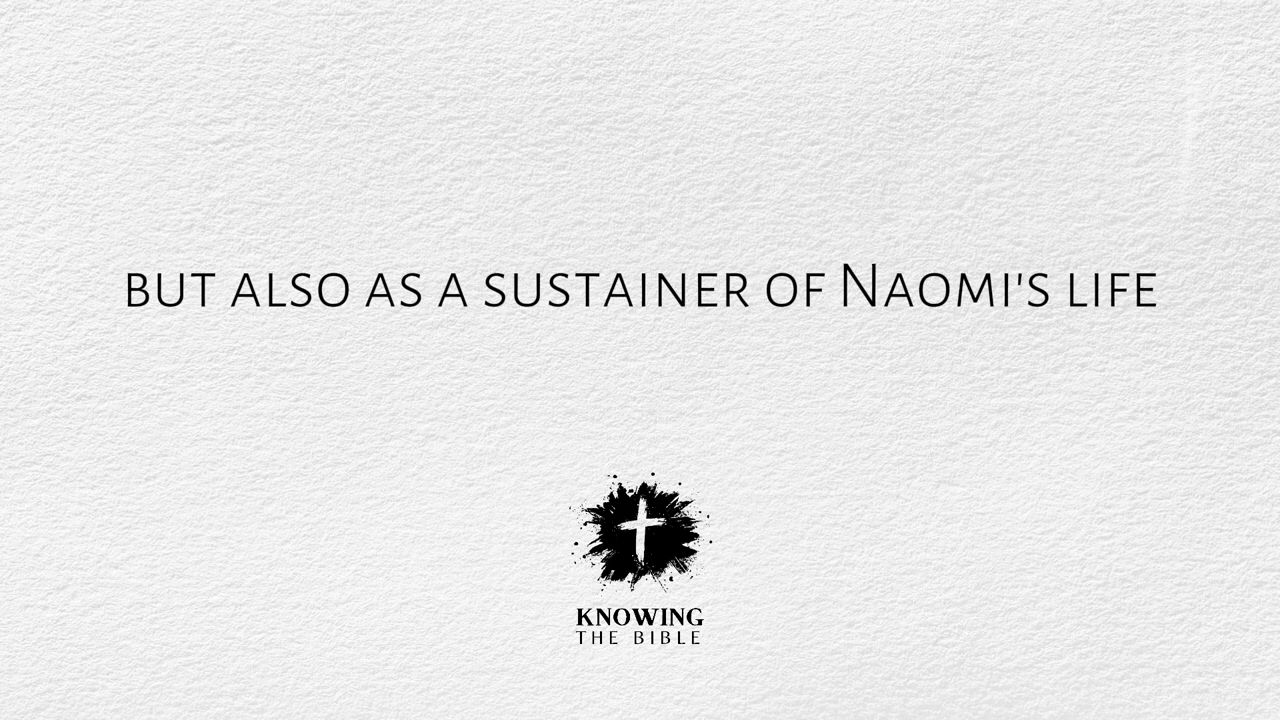 but also as a sustainer of Naomi's life
KNOWING
THE BIBLE